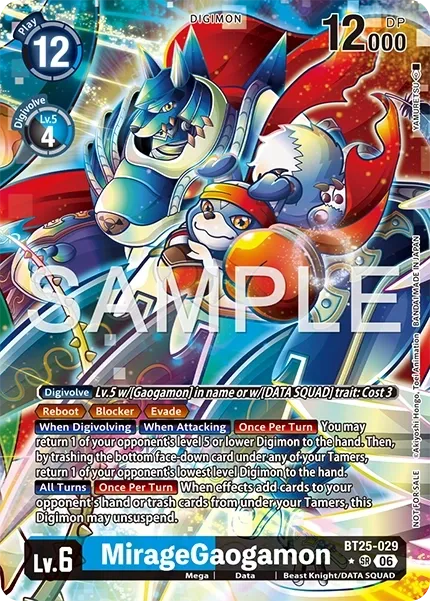 DIGIMON
Play
12
DP
12000
Digivolve
Lv.5
4
YAMURETSU
SAMPLE
©Akiyoshi Hongo, Toei Animation BANDAI MADE IN JAPAN
NOT FOR SALE
Digivolve Lv.5 w/[Gaogamon] in name or w/[DATA SQUAD] trait: Cost 3
Reboot Blocker Evade
When Digivolving When Attacking Once Per Turn You may
return 1 of your opponent's level 5 or lower Digimon to the hand. Then,
by trashing the bottom face-down card under any of your Tamers,
return 1 of your opponent's lowest level Digimon to the hand.
All Turns Once Per Turn When effects add cards to your
opponent's hand or trash cards from under your Tamers, this
Digimon may unsuspend.
Lv.6
MirageGaogamon
BT25-029
SR 06
Mega Data Beast Knight/DATA SQUAD